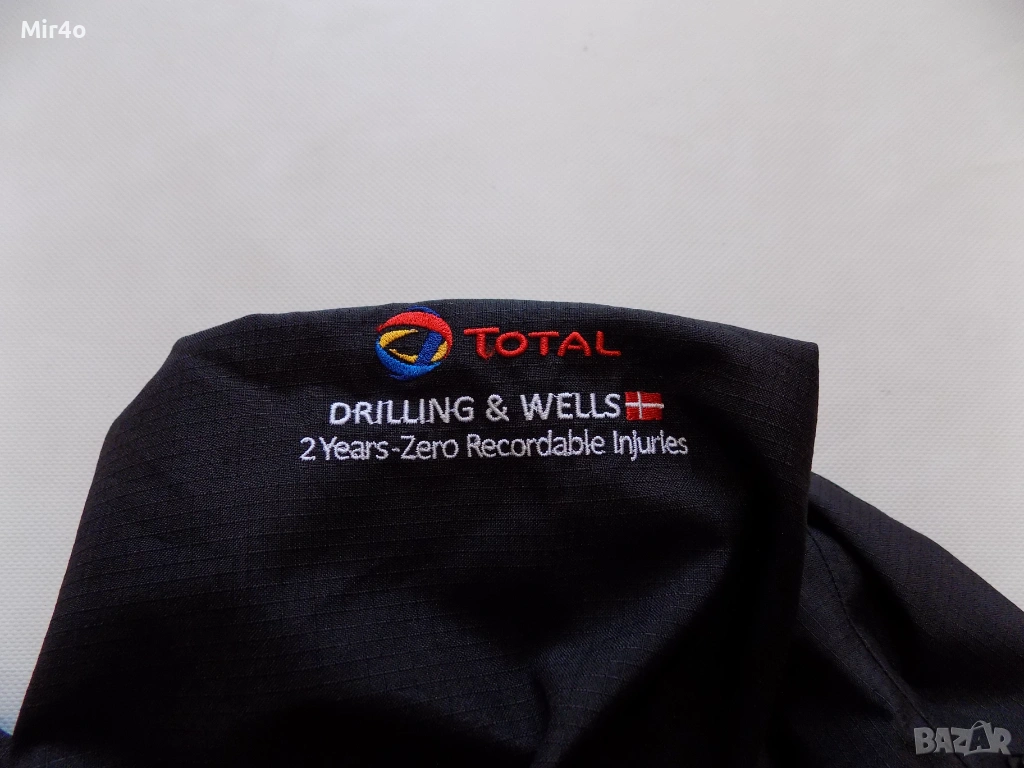 Mir4o
TOTAL
DRILLING & WELLS
2 Years-Zero Recordable Injuries
BAZAR